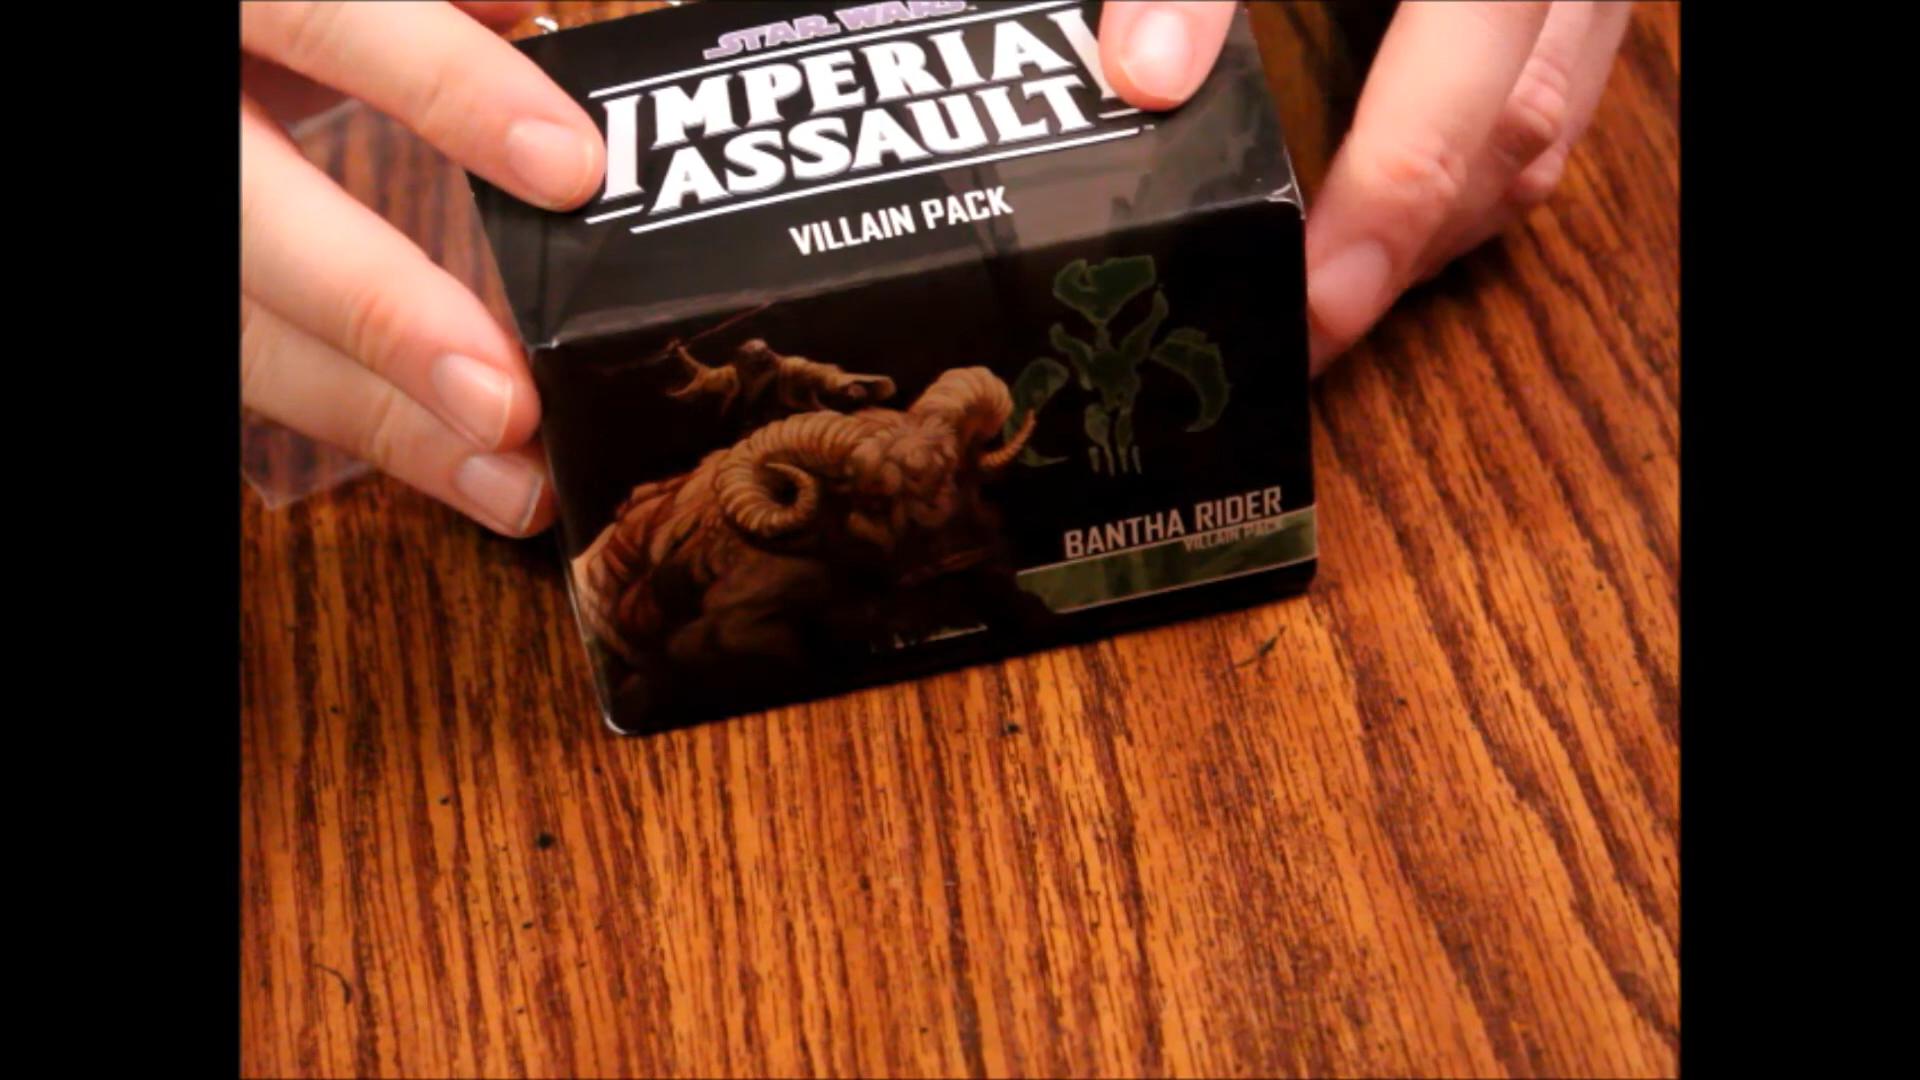 STAR WARS
IMPERIAL
ASSAULT
VILLAIN PACK
BANTHA RIDER
VILLAIN PACK